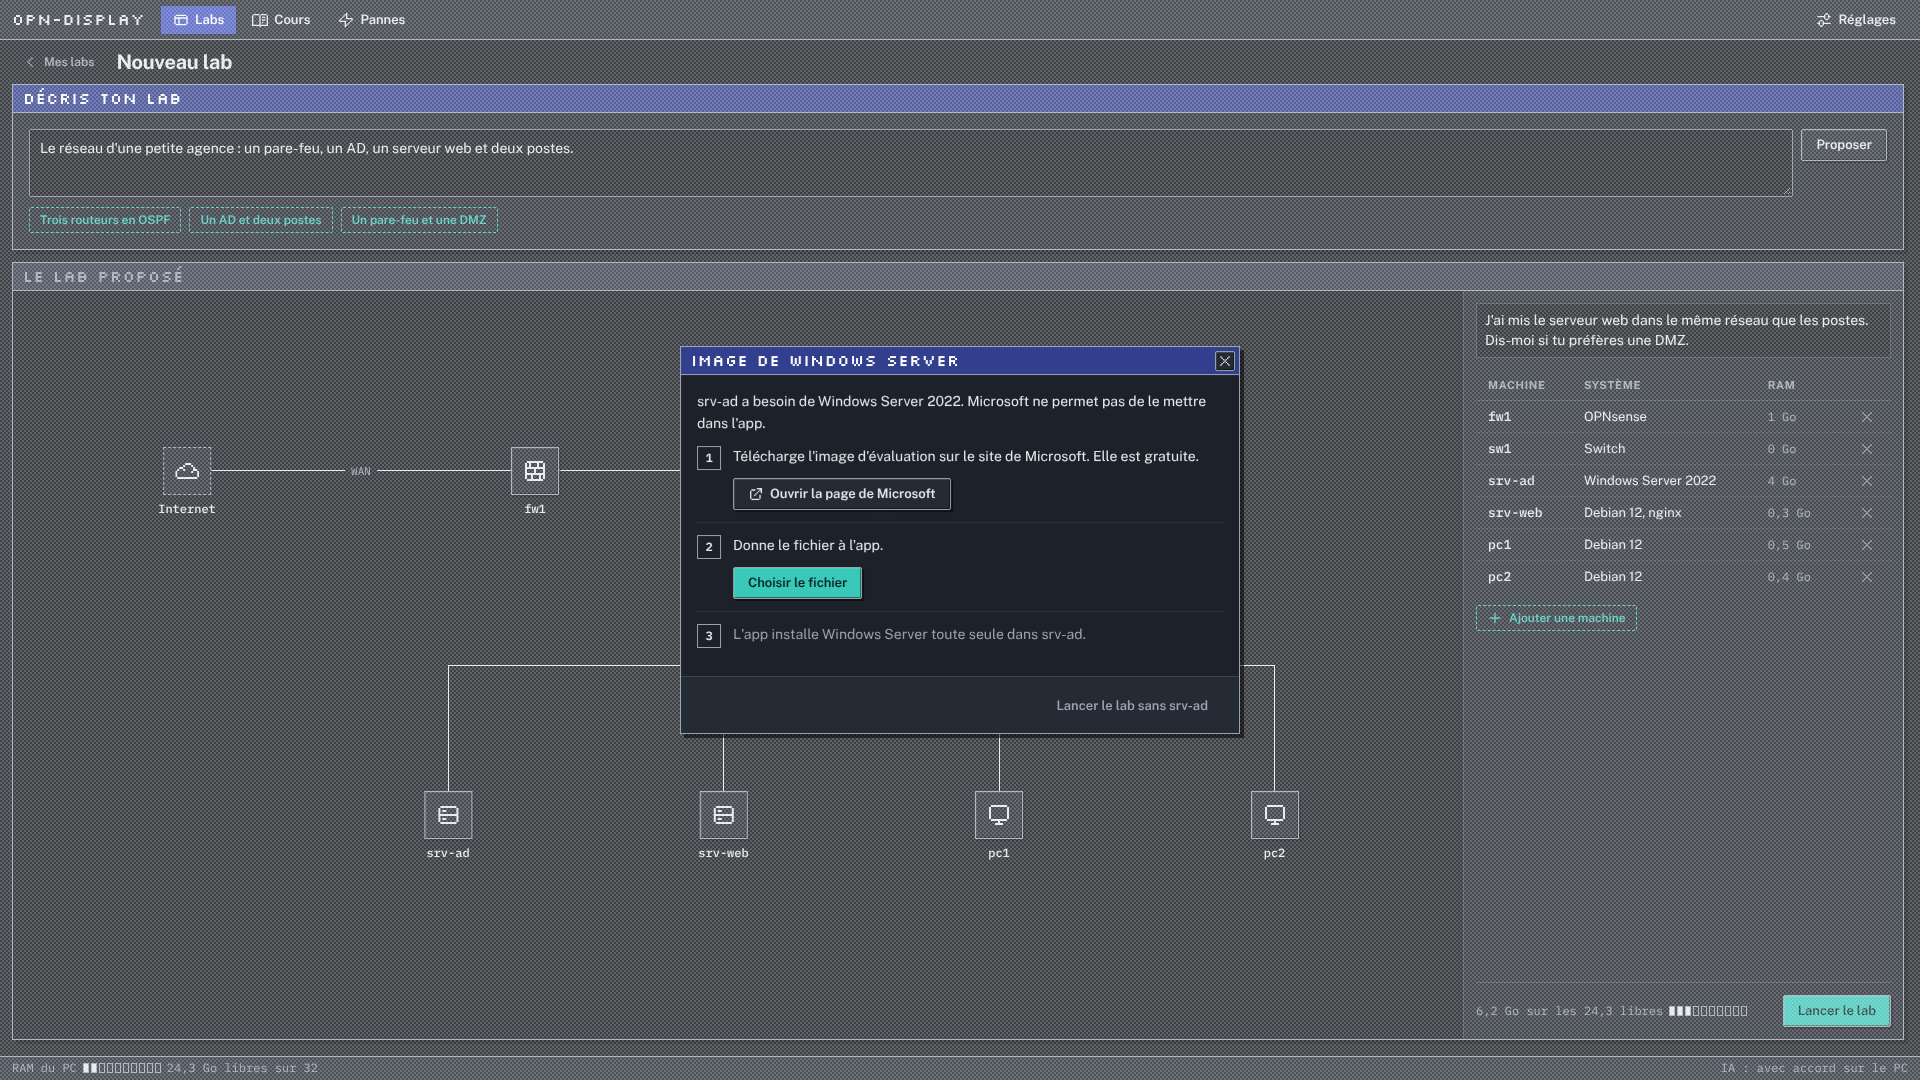 OPN-DISPLAY
Labs
Cours
Pannes
Réglages
Mes labs
Nouveau lab
DÉCRIS TON LAB
Le réseau d'une petite agence : un pare-feu, un AD, un serveur web et deux postes.
Proposer
Trois routeurs en OSPF
Un AD et deux postes
Un pare-feu et une DMZ
LE LAB PROPOSÉ
Internet
WAN
fw1
srv-ad
srv-web
pc1
pc2
IMAGE DE WINDOWS SERVER
srv-ad a besoin de Windows Server 2022. Microsoft ne permet pas de le mettre
dans l'app.
1 Télécharge l'image d'évaluation sur le site de Microsoft. Elle est gratuite.
Ouvrir la page de Microsoft
2 Donne le fichier à l'app.
Choisir le fichier
3 L'app installe Windows Server toute seule dans srv-ad.
Lancer le lab sans srv-ad
J'ai mis le serveur web dans le même réseau que les postes.
Dis-moi si tu préfères une DMZ.
MACHINE SYSTÈME RAM
fw1 OPNsense 1 Go
sw1 Switch 0 Go
srv-ad Windows Server 2022 4 Go
srv-web Debian 12, nginx 0,3 Go
pc1 Debian 12 0,5 Go
pc2 Debian 12 0,4 Go
Ajouter une machine
6,2 Go sur les 24,3 libres
Lancer le lab
RAM du PC 24,3 Go libres sur 32
IA : avec accord sur le PC